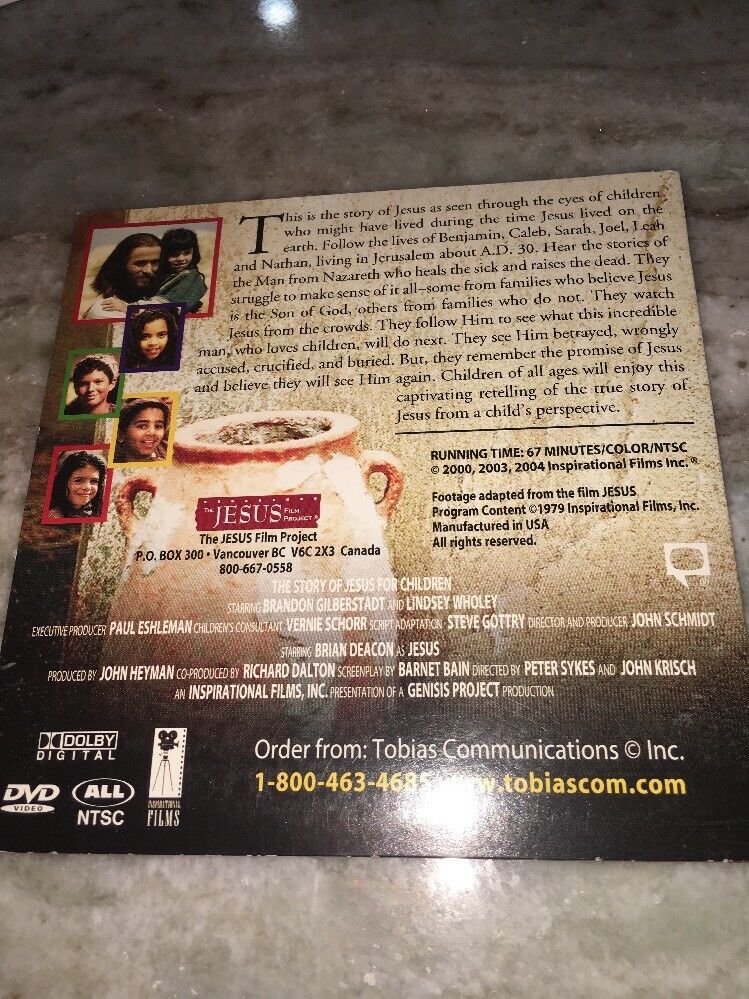 This is the story of Jesus as seen through the eyes of children
who might have lived during the time Jesus lived on the
earth. Follow the lives of Benjamin, Caleb, Sarah, Joel, Leah
and Nathan, living in Jerusalem about A.D. 30. Hear the stories of
the Man from Nazareth who heals the sick and raises the dead. They
struggle to make sense of it all–some from families who believe Jesus
is the Son of God, others from families who do not. They watch
Jesus from the crowds. They follow Him to see what this incredible
man, who loves children, will do next. They see Him betrayed, wrongly
accused, crucified, and buried. But, they remember the promise of Jesus
and believe they will see Him again. Children of all ages will enjoy this
captivating retelling of the true story of
Jesus from a child's perspective.
RUNNING TIME: 67 MINUTES/COLOR/NTSC
© 2000, 2003, 2004 Inspirational Films Inc.®
Footage adapted from the film JESUS
Program Content ©1979 Inspirational Films, Inc.
Manufactured in USA
All rights reserved.
THE JESUS FILM PROJECT®
The JESUS Film Project
P.O. BOX 300 • Vancouver BC V6C 2X3 Canada
800-667-0558
THE STORY OF JESUS FOR CHILDREN
STARRING BRANDON GILBERSTADT AND LINDSEY WHOLEY
EXECUTIVE PRODUCER PAUL ESHLEMAN CHILDREN'S CONSULTANT VERNIE SCHORR SCRIPT ADAPTATION STEVE GOTTRY DIRECTOR AND PRODUCER JOHN SCHMIDT
STARRING BRIAN DEACON AS JESUS
PRODUCED BY JOHN HEYMAN CO-PRODUCED BY RICHARD DALTON SCREENPLAY BY BARNET BAIN DIRECTED BY PETER SYKES AND JOHN KRISCH
AN INSPIRATIONAL FILMS, INC. PRESENTATION OF A GENISIS PROJECT PRODUCTION
DOLBY
DIGITAL
DVD
VIDEO
ALL
NTSC
INSPIRATIONAL
FILMS
Order from: Tobias Communications © Inc.
1-800-463-4685 .tobiascom.com